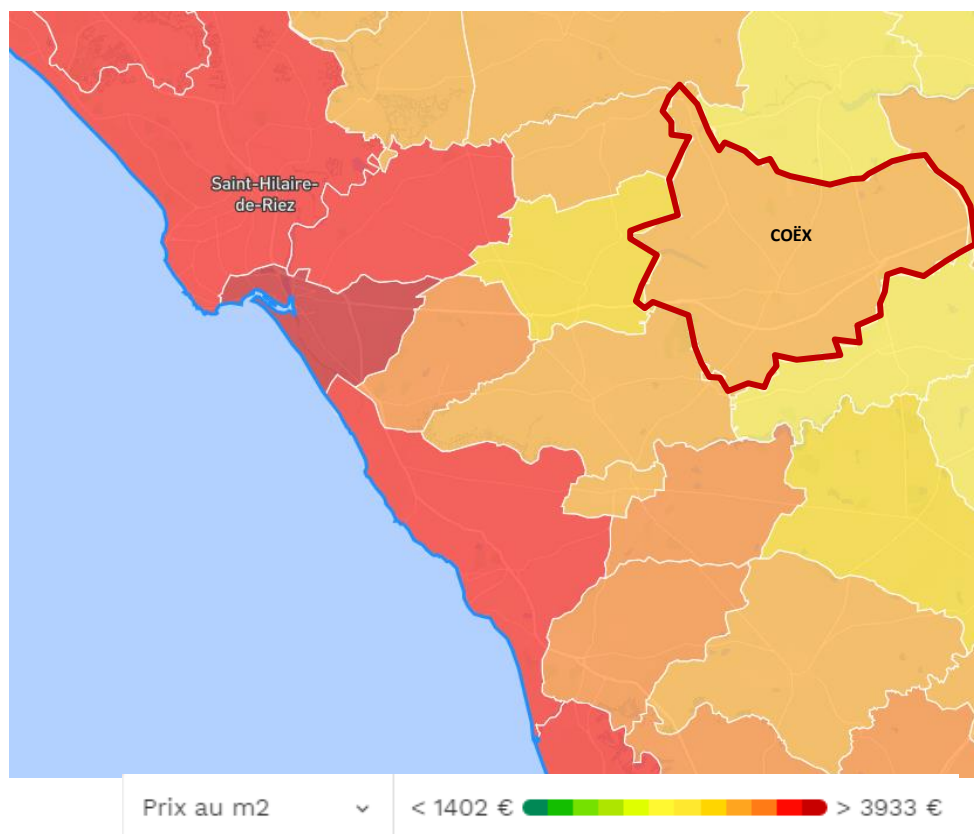 Saint-Hilaire-
de-Riez
COËX
Prix au m2
< 1402 €
> 3933 €